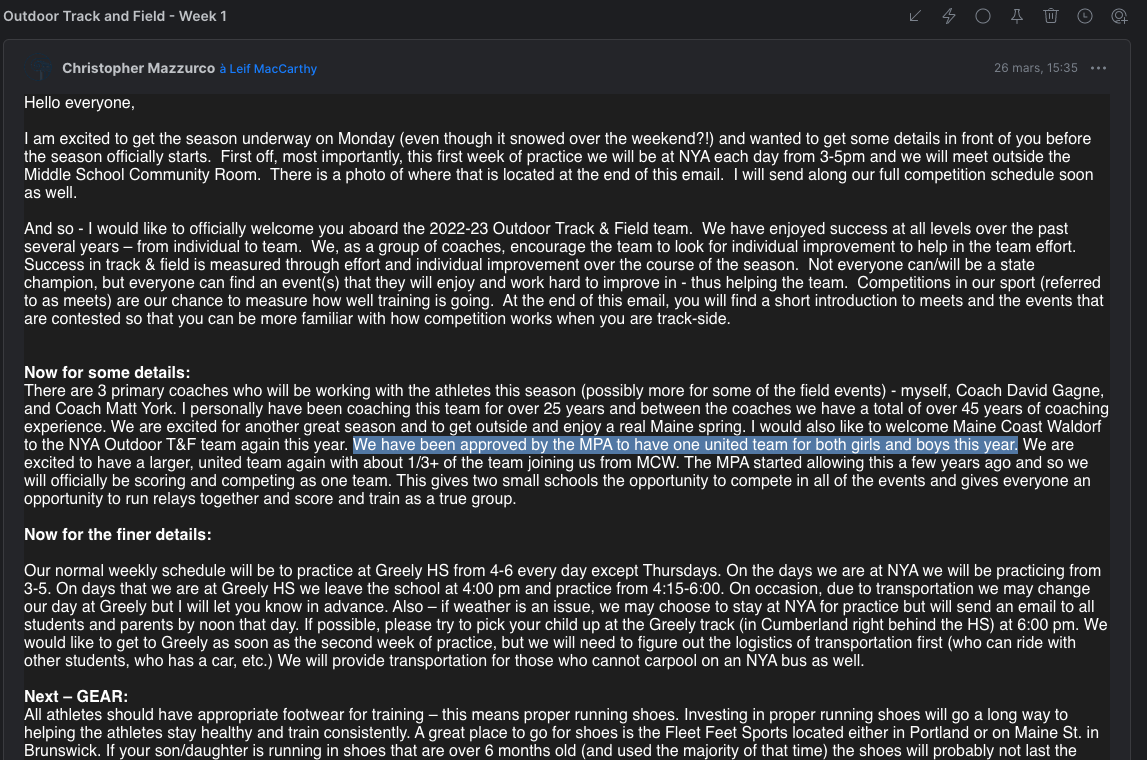 Outdoor Track and Field - Week 1
Christopher Mazzurco à Leif MacCarthy
26 mars, 15:35
Hello everyone,
I am excited to get the season underway on Monday (even though it snowed over the weekend?!) and wanted to get some details in front of you before
the season officially starts.  First off, most importantly, this first week of practice we will be at NYA each day from 3-5pm and we will meet outside the
Middle School Community Room.  There is a photo of where that is located at the end of this email.  I will send along our full competition schedule soon
as well.
And so - I would like to officially welcome you aboard the 2022-23 Outdoor Track & Field team.  We have enjoyed success at all levels over the past
several years – from individual to team.  We, as a group of coaches, encourage the team to look for individual improvement to help in the team effort.
Success in track & field is measured through effort and individual improvement over the course of the season.  Not everyone can/will be a state
champion, but everyone can find an event(s) that they will enjoy and work hard to improve in - thus helping the team.  Competitions in our sport (referred
to as meets) are our chance to measure how well training is going.  At the end of this email, you will find a short introduction to meets and the events that
are contested so that you can be more familiar with how competition works when you are track-side.
Now for some details:
There are 3 primary coaches who will be working with the athletes this season (possibly more for some of the field events) - myself, Coach David Gagne,
and Coach Matt York. I personally have been coaching this team for over 25 years and between the coaches we have a total of over 45 years of coaching
experience. We are excited for another great season and to get outside and enjoy a real Maine spring. I would also like to welcome Maine Coast Waldorf
to the NYA Outdoor T&F team again this year. We have been approved by the MPA to have one united team for both girls and boys this year. We are
excited to have a larger, united team again with about 1/3+ of the team joining us from MCW. The MPA started allowing this a few years ago and so we
will officially be scoring and competing as one team. This gives two small schools the opportunity to compete in all of the events and gives everyone an
opportunity to run relays together and score and train as a true group.
Now for the finer details:
Our normal weekly schedule will be to practice at Greely HS from 4-6 every day except Thursdays. On the days we are at NYA we will be practicing from
3-5. On days that we are at Greely HS we leave the school at 4:00 pm and practice from 4:15-6:00. On occasion, due to transportation we may change
our day at Greely but I will let you know in advance. Also – if weather is an issue, we may choose to stay at NYA for practice but will send an email to all
students and parents by noon that day. If possible, please try to pick your child up at the Greely track (in Cumberland right behind the HS) at 6:00 pm. We
would like to get to Greely as soon as the second week of practice, but we will need to figure out the logistics of transportation first (who can ride with
other students, who has a car, etc.) We will provide transportation for those who cannot carpool on an NYA bus as well.
Next – GEAR:
All athletes should have appropriate footwear for training – this means proper running shoes. Investing in proper running shoes will go a long way to
helping the athletes stay healthy and train consistently. A great place to go for shoes is the Fleet Feet Sports located either in Portland or on Maine St. in
Brunswick. If your son/daughter is running in shoes that are over 6 months old (and used the majority of that time) the shoes will probably not last the